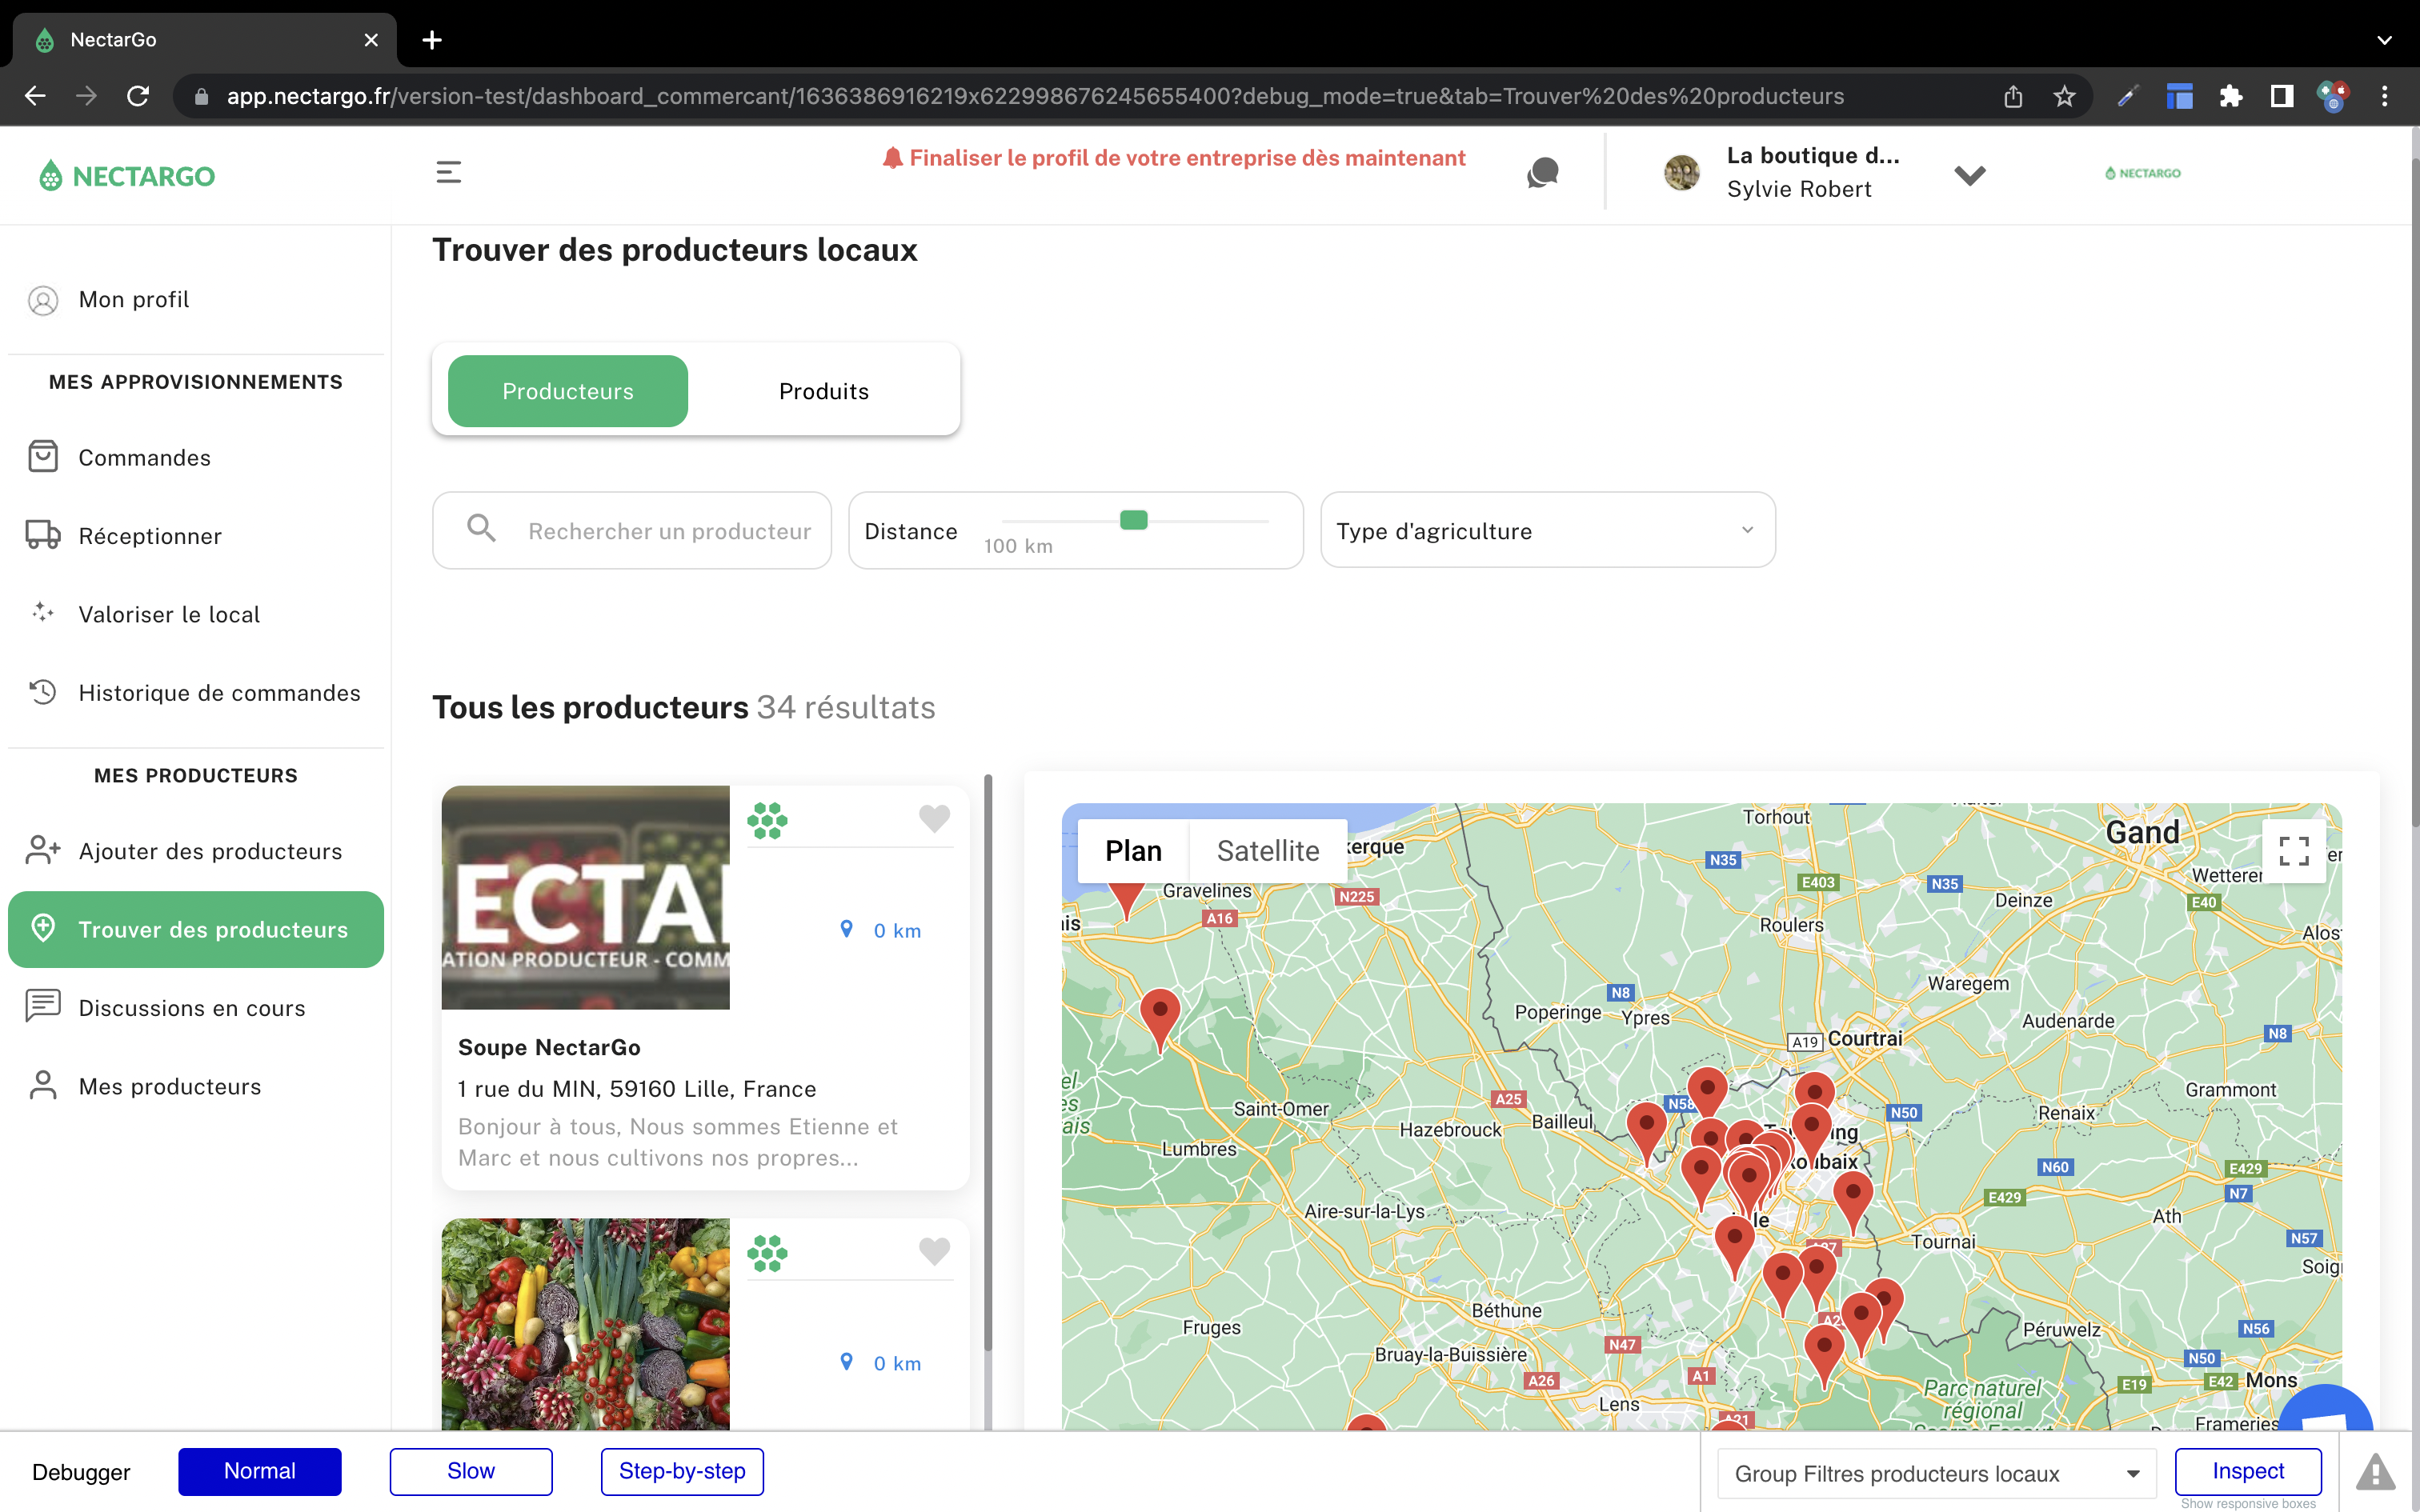 NectarGo
app.nectargo.fr/version-test/dashboard_commercant/1636386916219x622998676245655400?debug_mode=true&tab=Trouver%20des%20producteurs
NECTARGO
Finaliser le profil de votre entreprise dès maintenant
La boutique d...
Sylvie Robert
NECTARGO
Mon profil
MES APPROVISIONNEMENTS
Commandes
Réceptionner
Valoriser le local
Historique de commandes
MES PRODUCTEURS
Ajouter des producteurs
Trouver des producteurs
Discussions en cours
Mes producteurs
Trouver des producteurs locaux
Producteurs
Produits
Rechercher un producteur
Distance
100 km
Type d'agriculture
Tous les producteurs 34 résultats
ECTA
ATION PRODUCTEUR - COMM
0 km
Soupe NectarGo
1 rue du MIN, 59160 Lille, France
Bonjour à tous, Nous sommes Etienne et
Marc et nous cultivons nos propres...
0 km
Plan
Satellite
kerque
Torhout
Gand
N35
Gravelines
N225
E403
N35
Wetteren
A16
Deinze
E40
Roulers
Alos
Waregem
N8
Poperinge
Ypres
Audenarde
A19
Courtrai
N8
Grammont
Saint-Omer
A25
N58
N50
Renaix
Hazebrouck
Bailleul
Lumbres
N60
E429
E429
N7
Aire-sur-la-Lys
Ath
Tournai
N57
Béthune
Fruges
Péruwelz
N56
N47
Bruay-la-Buissière
N50
A26
A1
Parc naturel
régional
E19
E42
Mons
Lens
A21
Frameries
Debugger
Normal
Slow
Step-by-step
Group Filtres producteurs locaux
Inspect
Show responsive boxes